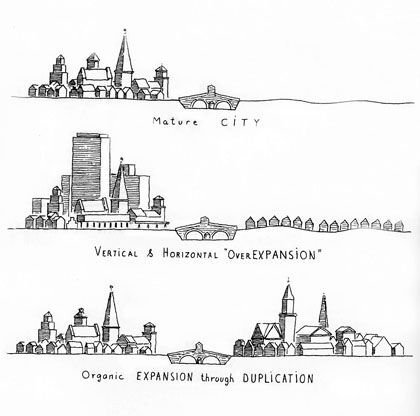 Mature CITY
VERTICAL & HORIZONTAL "OverEXPANSION"
Organic EXPANSION through DUPLICATION